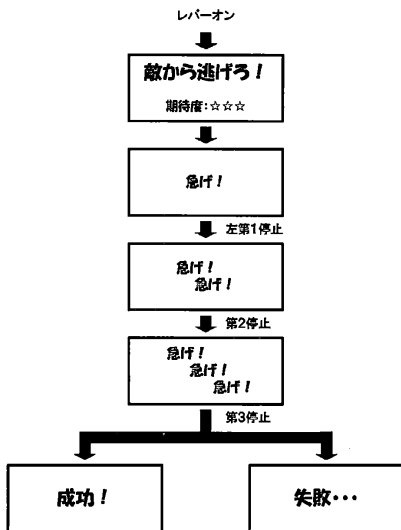 レバーオン
敵から逃げろ!
期待度:☆☆☆
急げ!
左第1停止
急げ!
急げ!
第2停止
急げ!
急げ!
急げ!
第3停止
成功!
失敗・・・